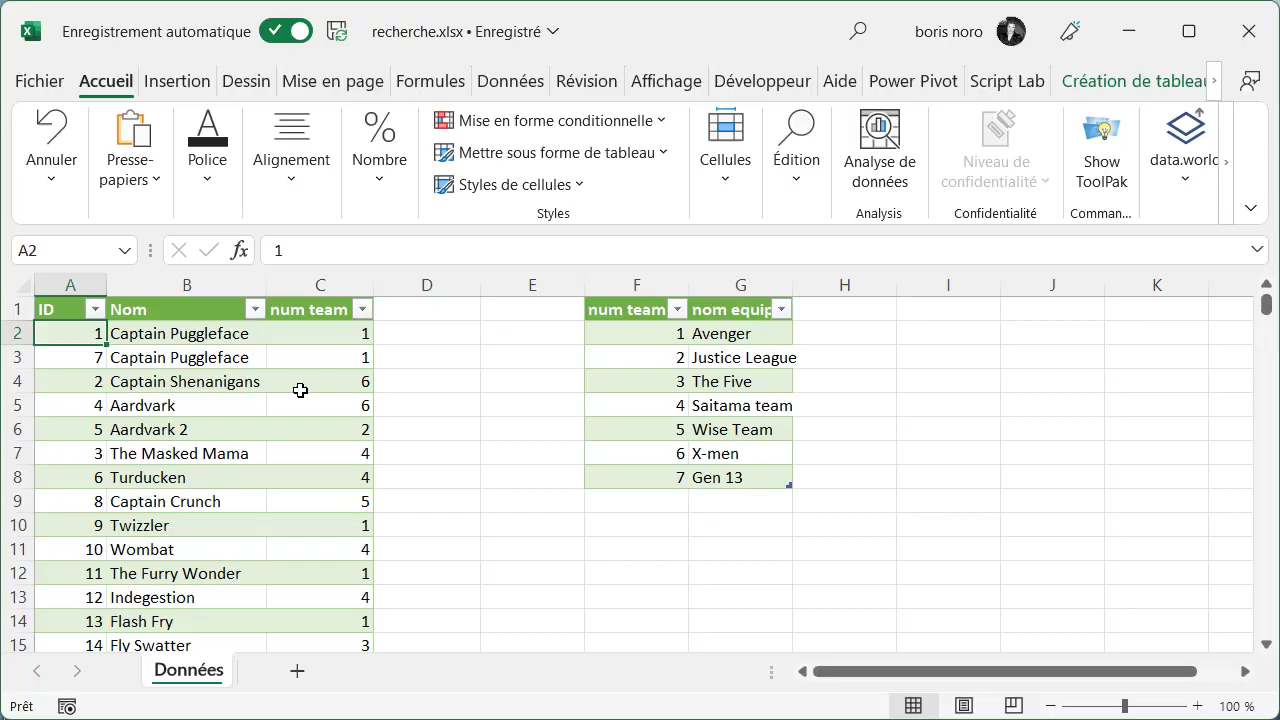 Enregistrement automatique recherche.xlsx • Enregistré boris noro
Fichier Accueil Insertion Dessin Mise en page Formules Données Révision Affichage Développeur Aide Power Pivot Script Lab Création de tableau
Annuler Presse-papiers Police Alignement Nombre
Mise en forme conditionnelle
Mettre sous forme de tableau
Styles de cellules
Styles
Cellules Édition
Analyse de données
Analysis
Niveau de confidentialité
Confidentialité
Show ToolPak
Comman...
data.world
A2 fx 1
A B C D E F G H I J K
1 ID Nom num team num team nom equip
2 1 Captain Puggleface 1 1 Avenger
3 7 Captain Puggleface 1 2 Justice League
4 2 Captain Shenanigans 6 3 The Five
5 4 Aardvark 6 4 Saitama team
6 5 Aardvark 2 2 5 Wise Team
7 3 The Masked Mama 4 6 X-men
8 6 Turducken 4 7 Gen 13
9 8 Captain Crunch 5
10 9 Twizzler 1
11 10 Wombat 4
12 11 The Furry Wonder 1
13 12 Indegestion 4
14 13 Flash Fry 1
15 14 Fly Swatter 3
Données
Prêt 100 %